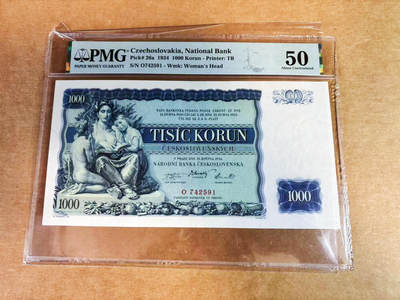 PMG
PAPER MONEY GUARANTY
Czechoslovakia, National Bank
Pick# 26a 1934 1000 Korun - Printer: TB
S/N O742591 - Wmk: Woman's Head
50
About Uncirculated
1000
TISÍC KORUN
ČESKOSLOVENSKÝCH
NÁRODNÍ BANKA ČESKOSLOVENSKÁ
O 742591
1000
1000